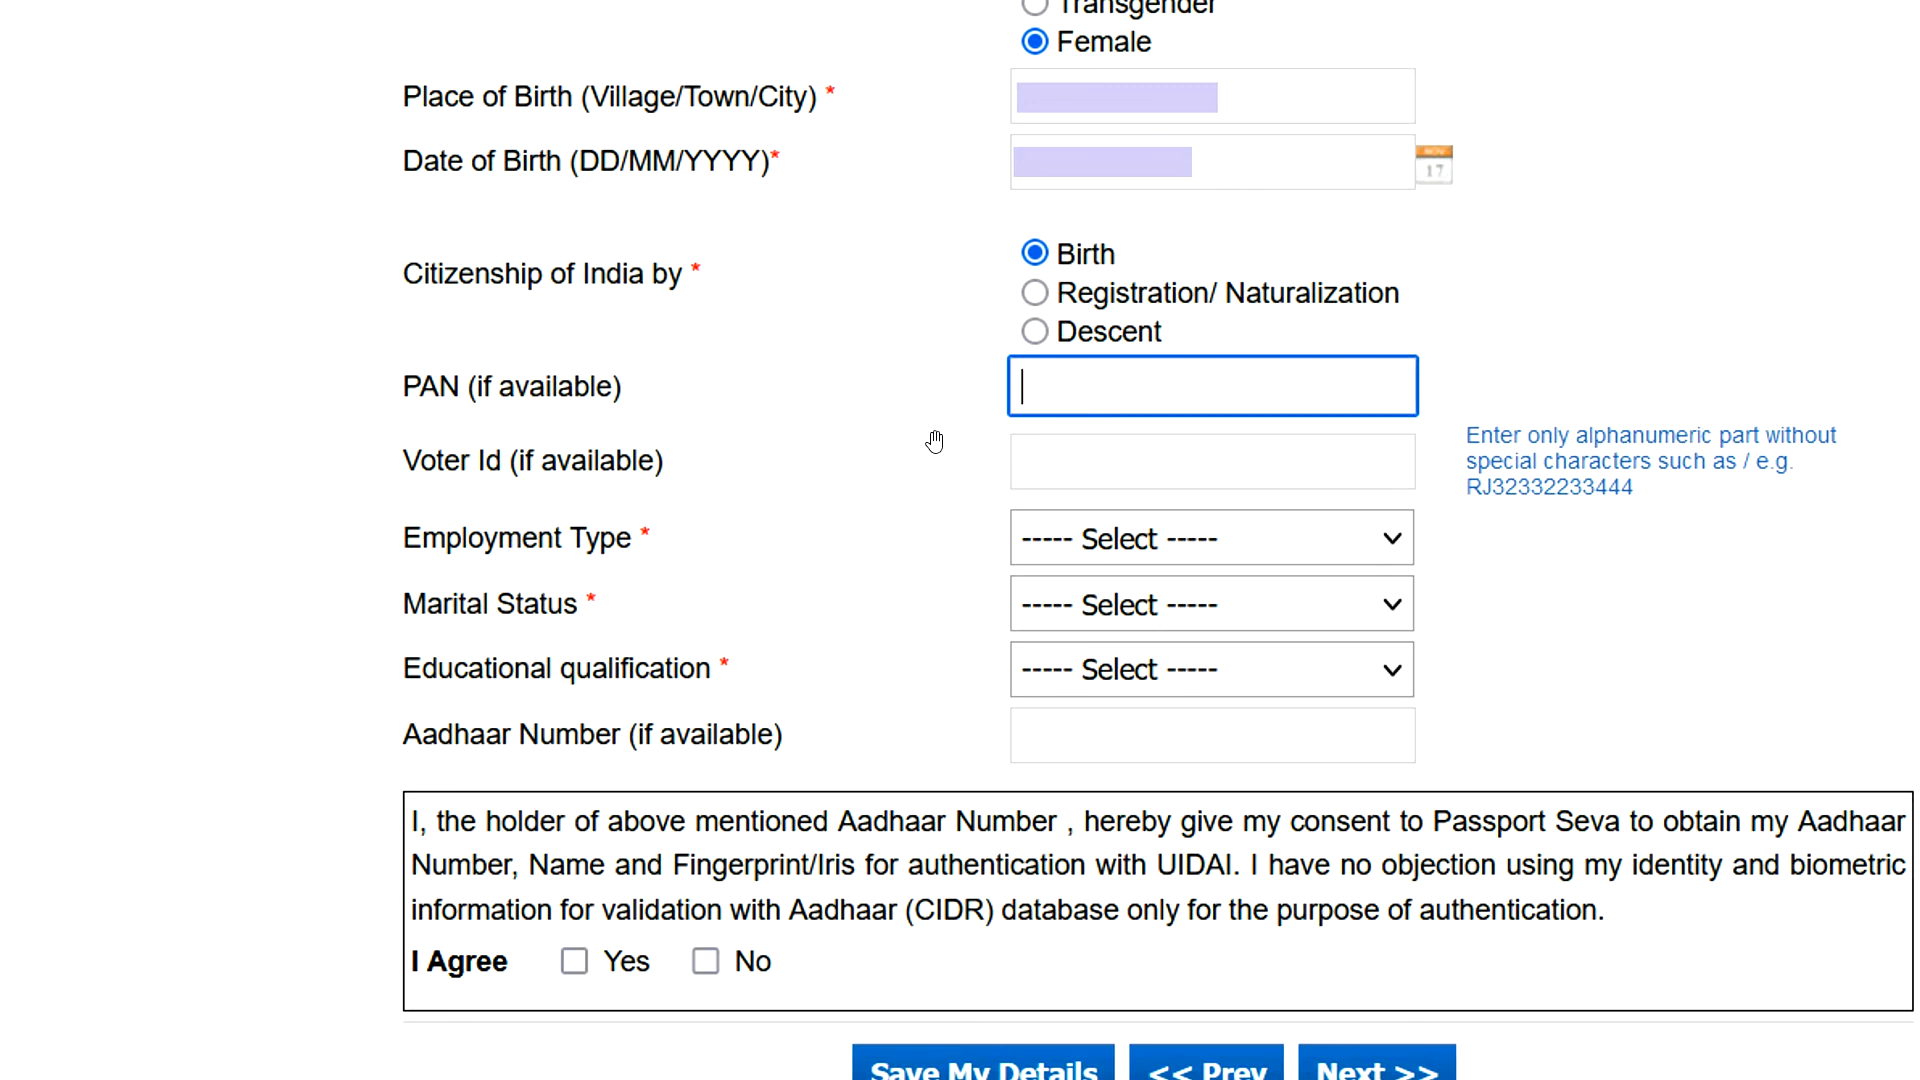 Transgender
Female
Place of Birth (Village/Town/City) *
Date of Birth (DD/MM/YYYY)*
NOV
17
Citizenship of India by *
Birth
Registration/ Naturalization
Descent
PAN (if available)
Voter Id (if available)
Enter only alphanumeric part without
special characters such as / e.g.
RJ32332233444
Employment Type *
----- Select -----
Marital Status *
----- Select -----
Educational qualification *
----- Select -----
Aadhaar Number (if available)
I, the holder of above mentioned Aadhaar Number , hereby give my consent to Passport Seva to obtain my Aadhaar
Number, Name and Fingerprint/Iris for authentication with UIDAI. I have no objection using my identity and biometric
information for validation with Aadhaar (CIDR) database only for the purpose of authentication.
I Agree Yes No
Save My Details << Prev Next >>